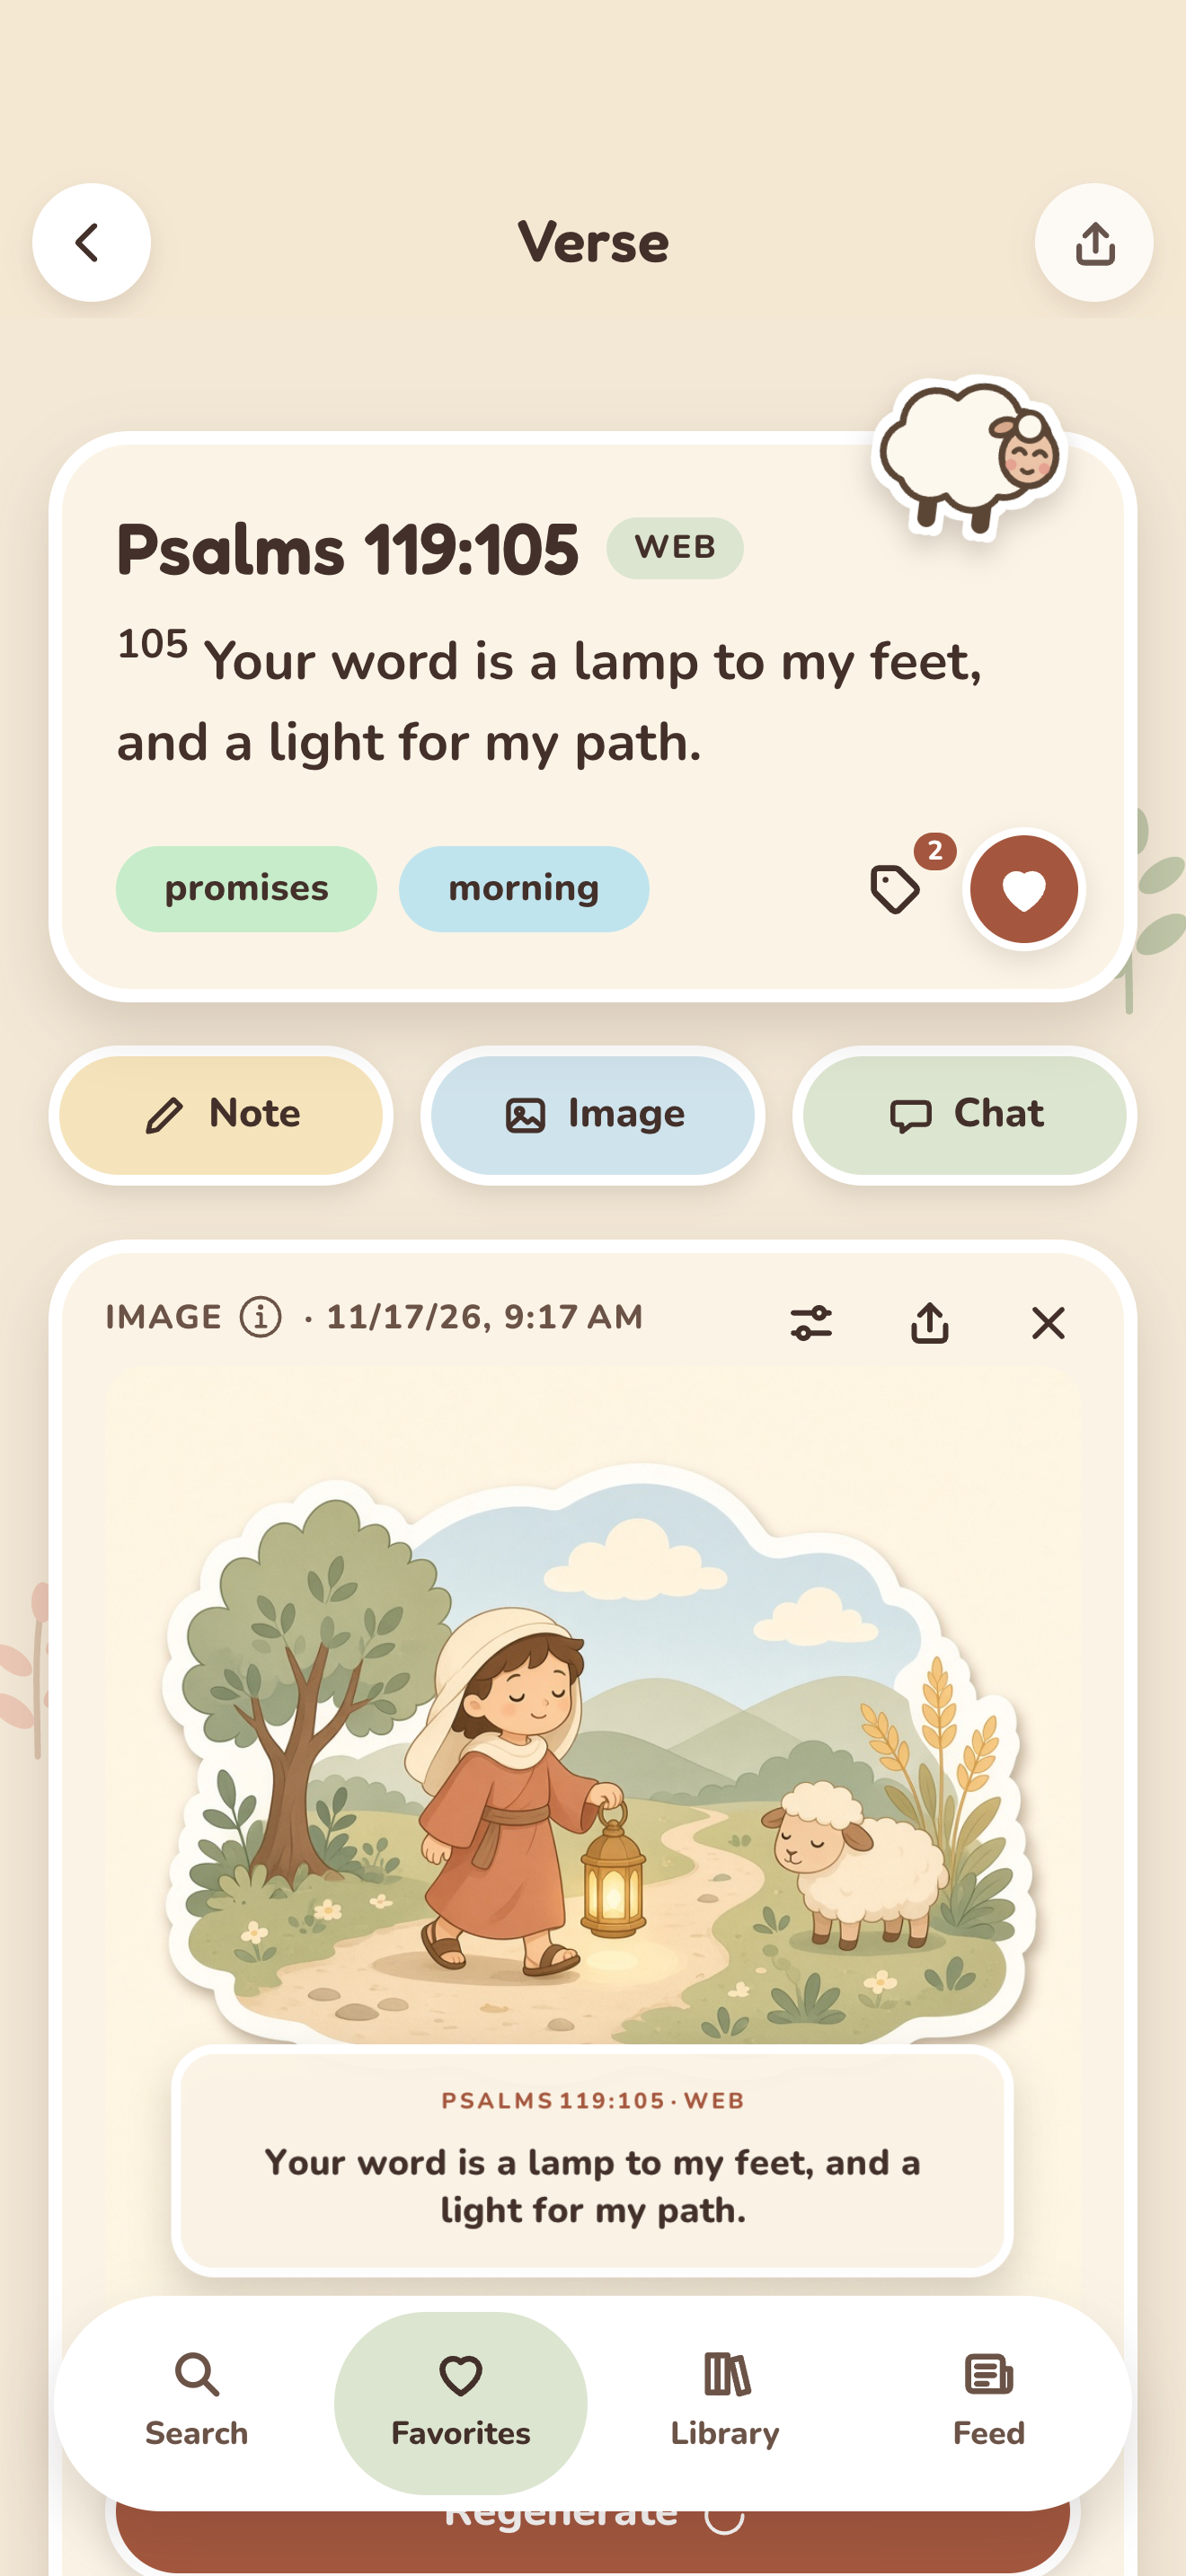 Verse
Psalms 119:105 WEB
105 Your word is a lamp to my feet,
and a light for my path.
promises morning 2
Note Image Chat
IMAGE · 11/17/26, 9:17 AM
PSALMS 119:105 · WEB
Your word is a lamp to my feet, and a
light for my path.
Search Favorites Library Feed
Regenerate